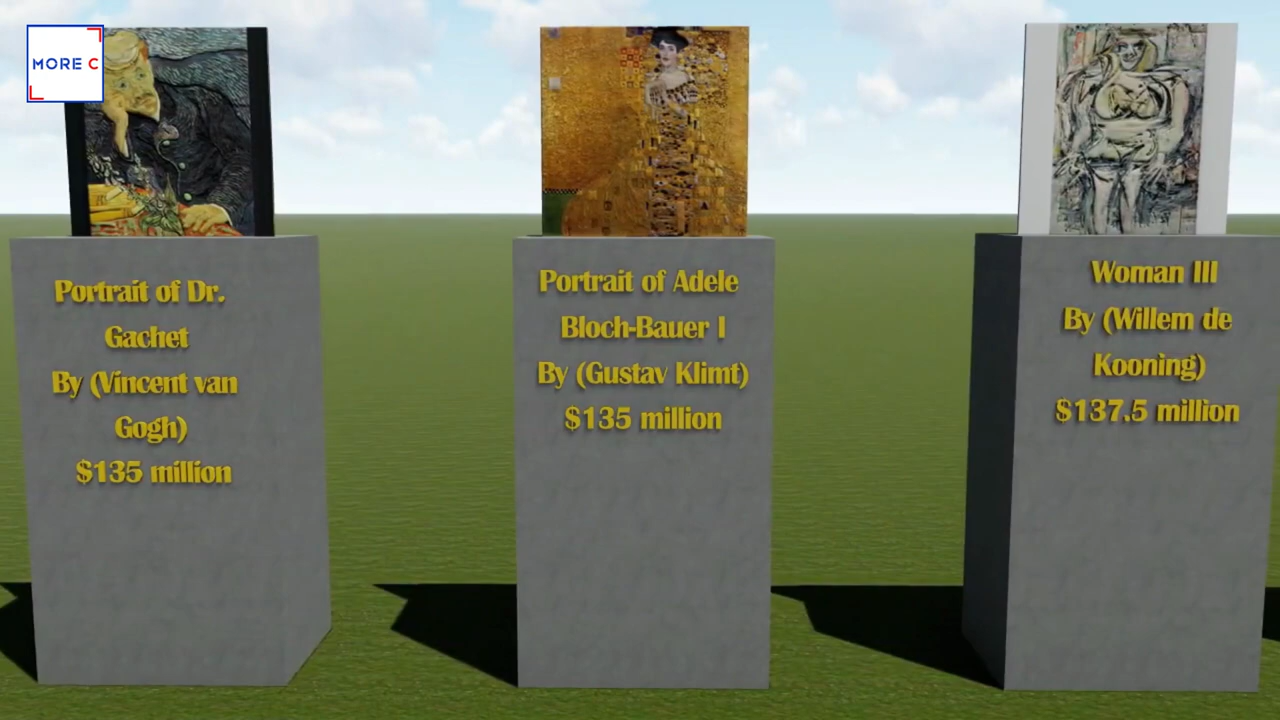 MORE C
Portrait of Dr.
Gachet
By (Vincent van
Gogh)
$135 million
Portrait of Adele
Bloch-Bauer I
By (Gustav Klimt)
$135 million
Woman III
By (Willem de
Kooning)
$137.5 million